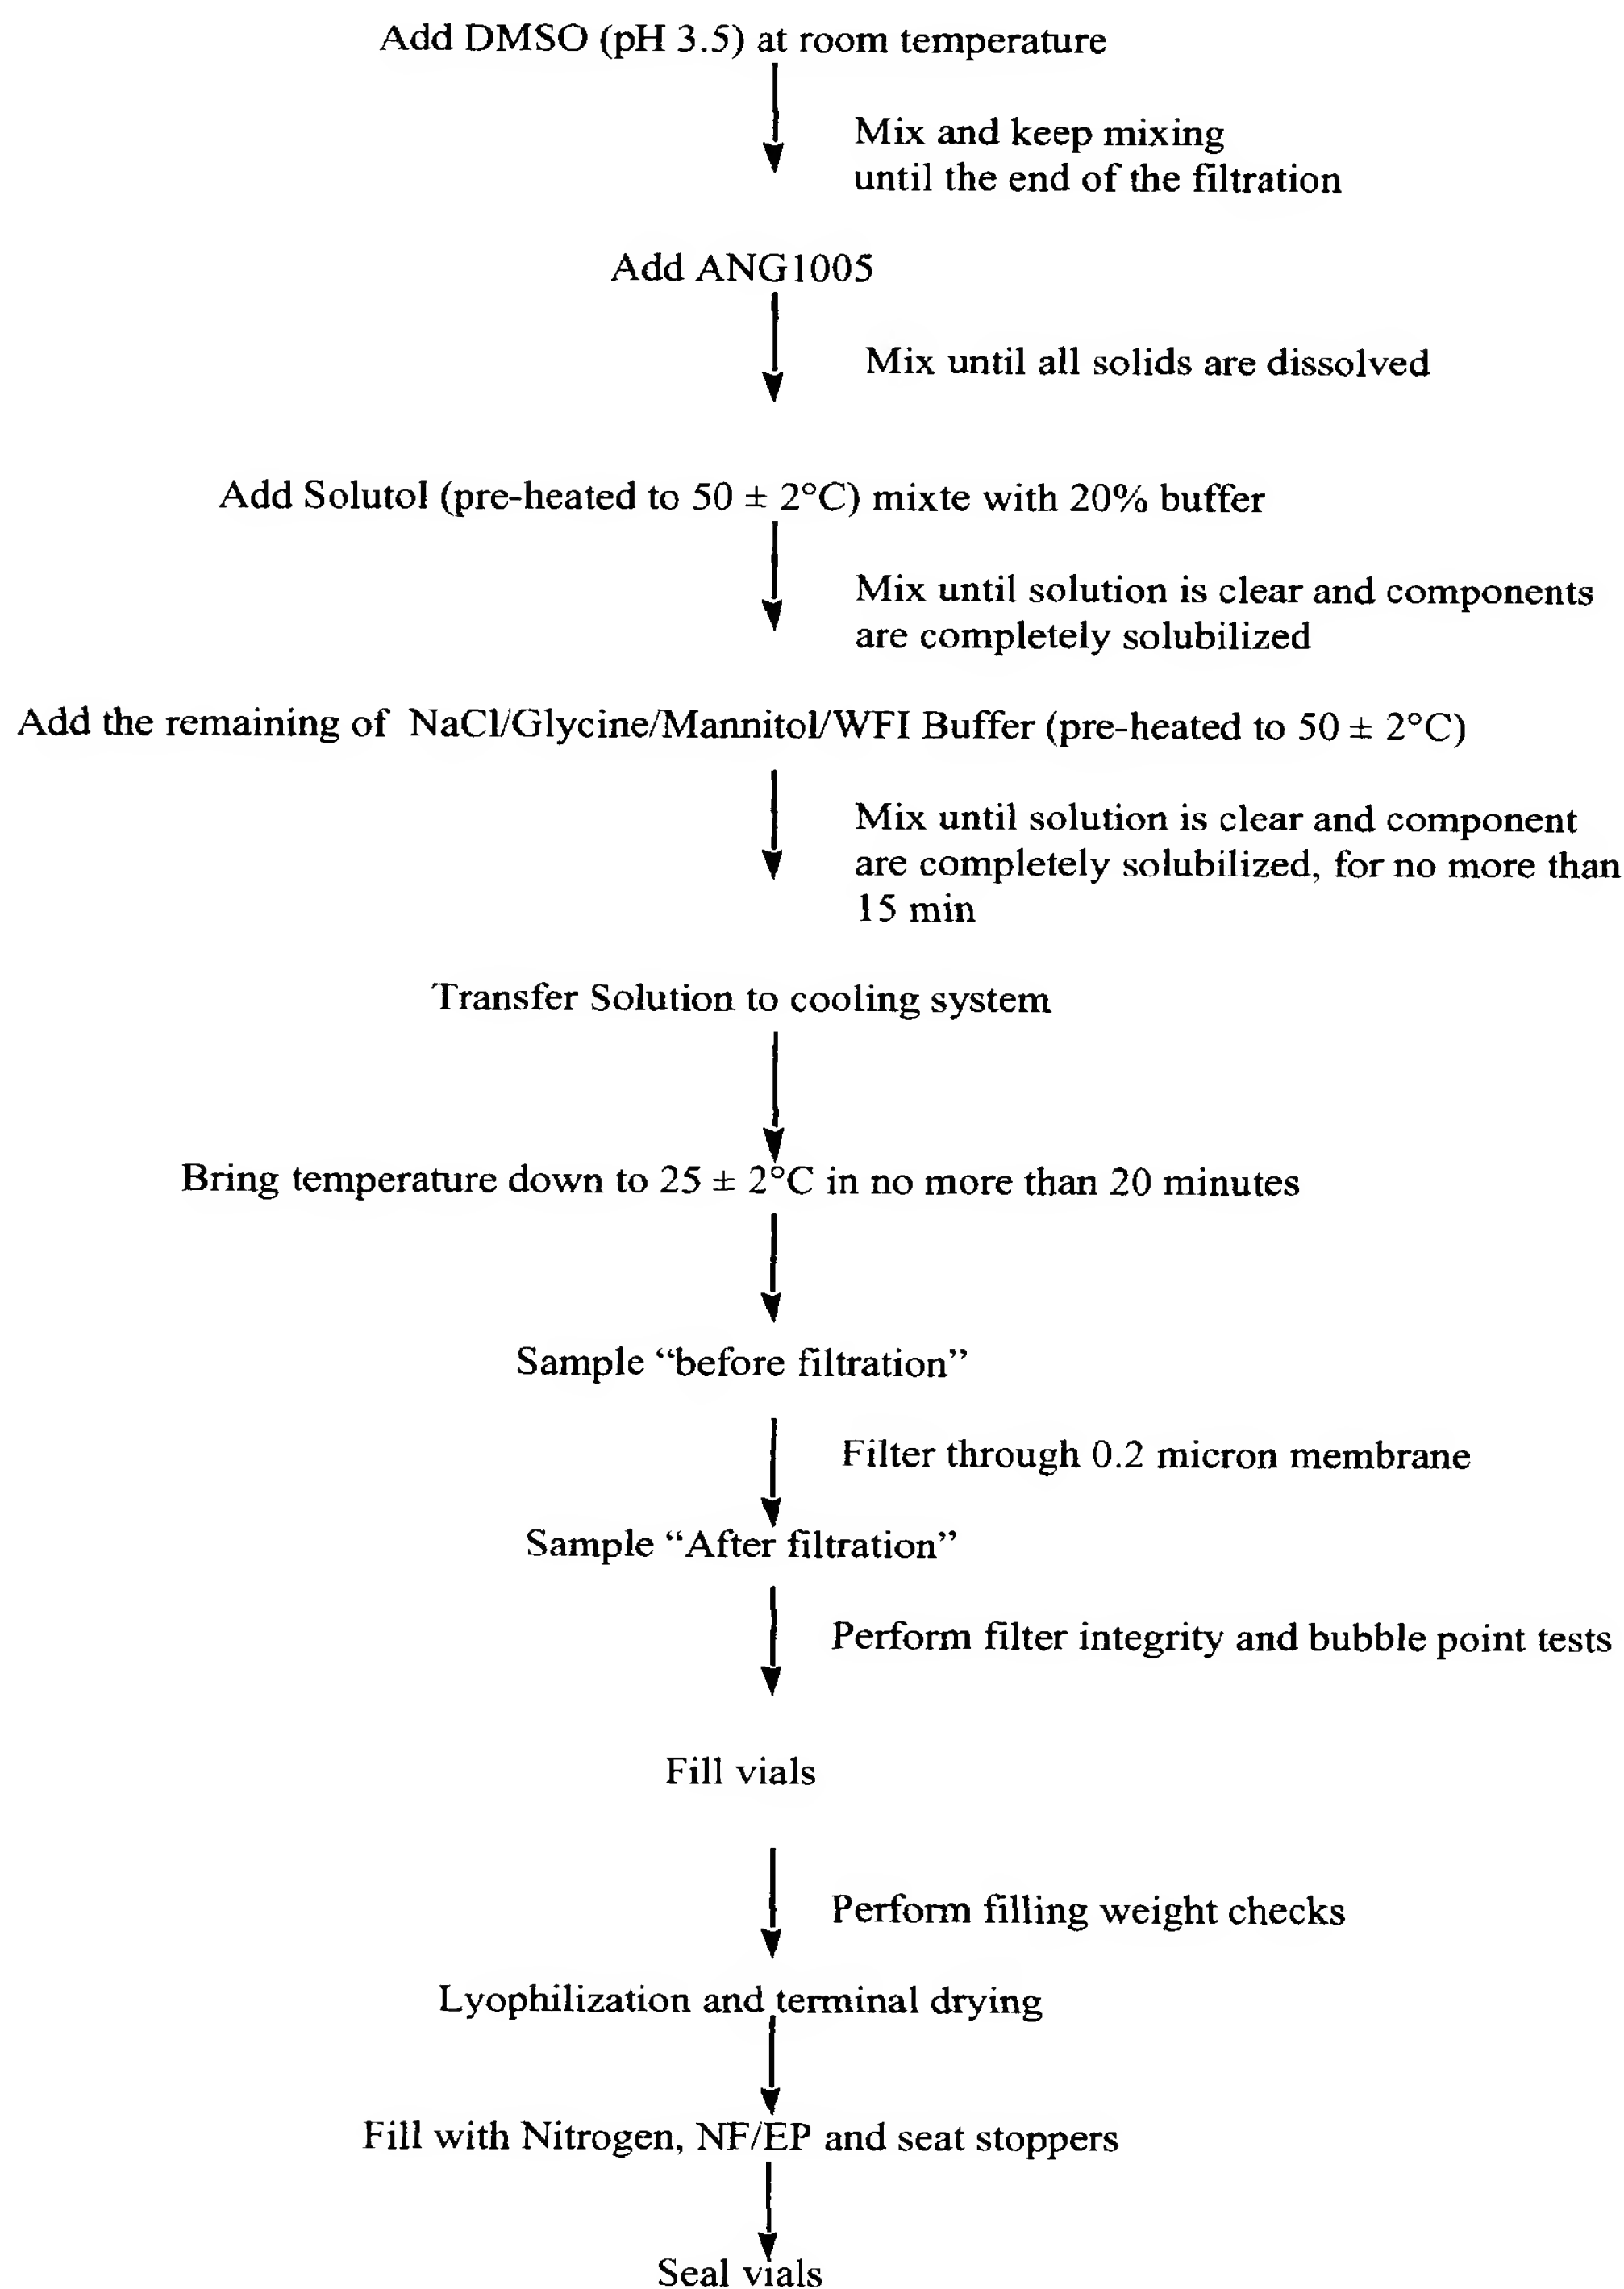 Add DMSO (pH 3.5) at room temperature
Mix and keep mixing
until the end of the filtration
Add ANG1005
Mix until all solids are dissolved
Add Solutol (pre-heated to 50 ± 2°C) mixte with 20% buffer
Mix until solution is clear and components
are completely solubilized
Add the remaining of NaCl/Glycine/Mannitol/WFI Buffer (pre-heated to 50 ± 2°C)
Mix until solution is clear and component
are completely solubilized, for no more than
15 min
Transfer Solution to cooling system
Bring temperature down to 25 ± 2°C in no more than 20 minutes
Sample “before filtration”
Filter through 0.2 micron membrane
Sample “After filtration”
Perform filter integrity and bubble point tests
Fill vials
Perform filling weight checks
Lyophilization and terminal drying
Fill with Nitrogen, NF/EP and seat stoppers
Seal vials